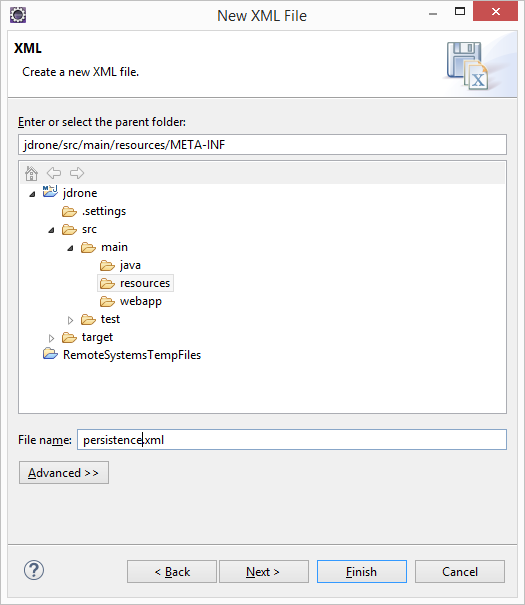 New XML File
XML
Create a new XML file.
Enter or select the parent folder:
jdrone/src/main/resources/META-INF
jdrone
.settings
src
main
java
resources
webapp
test
target
RemoteSystemsTempFiles
File name: persistence.xml
Advanced >>
< Back Next > Finish Cancel